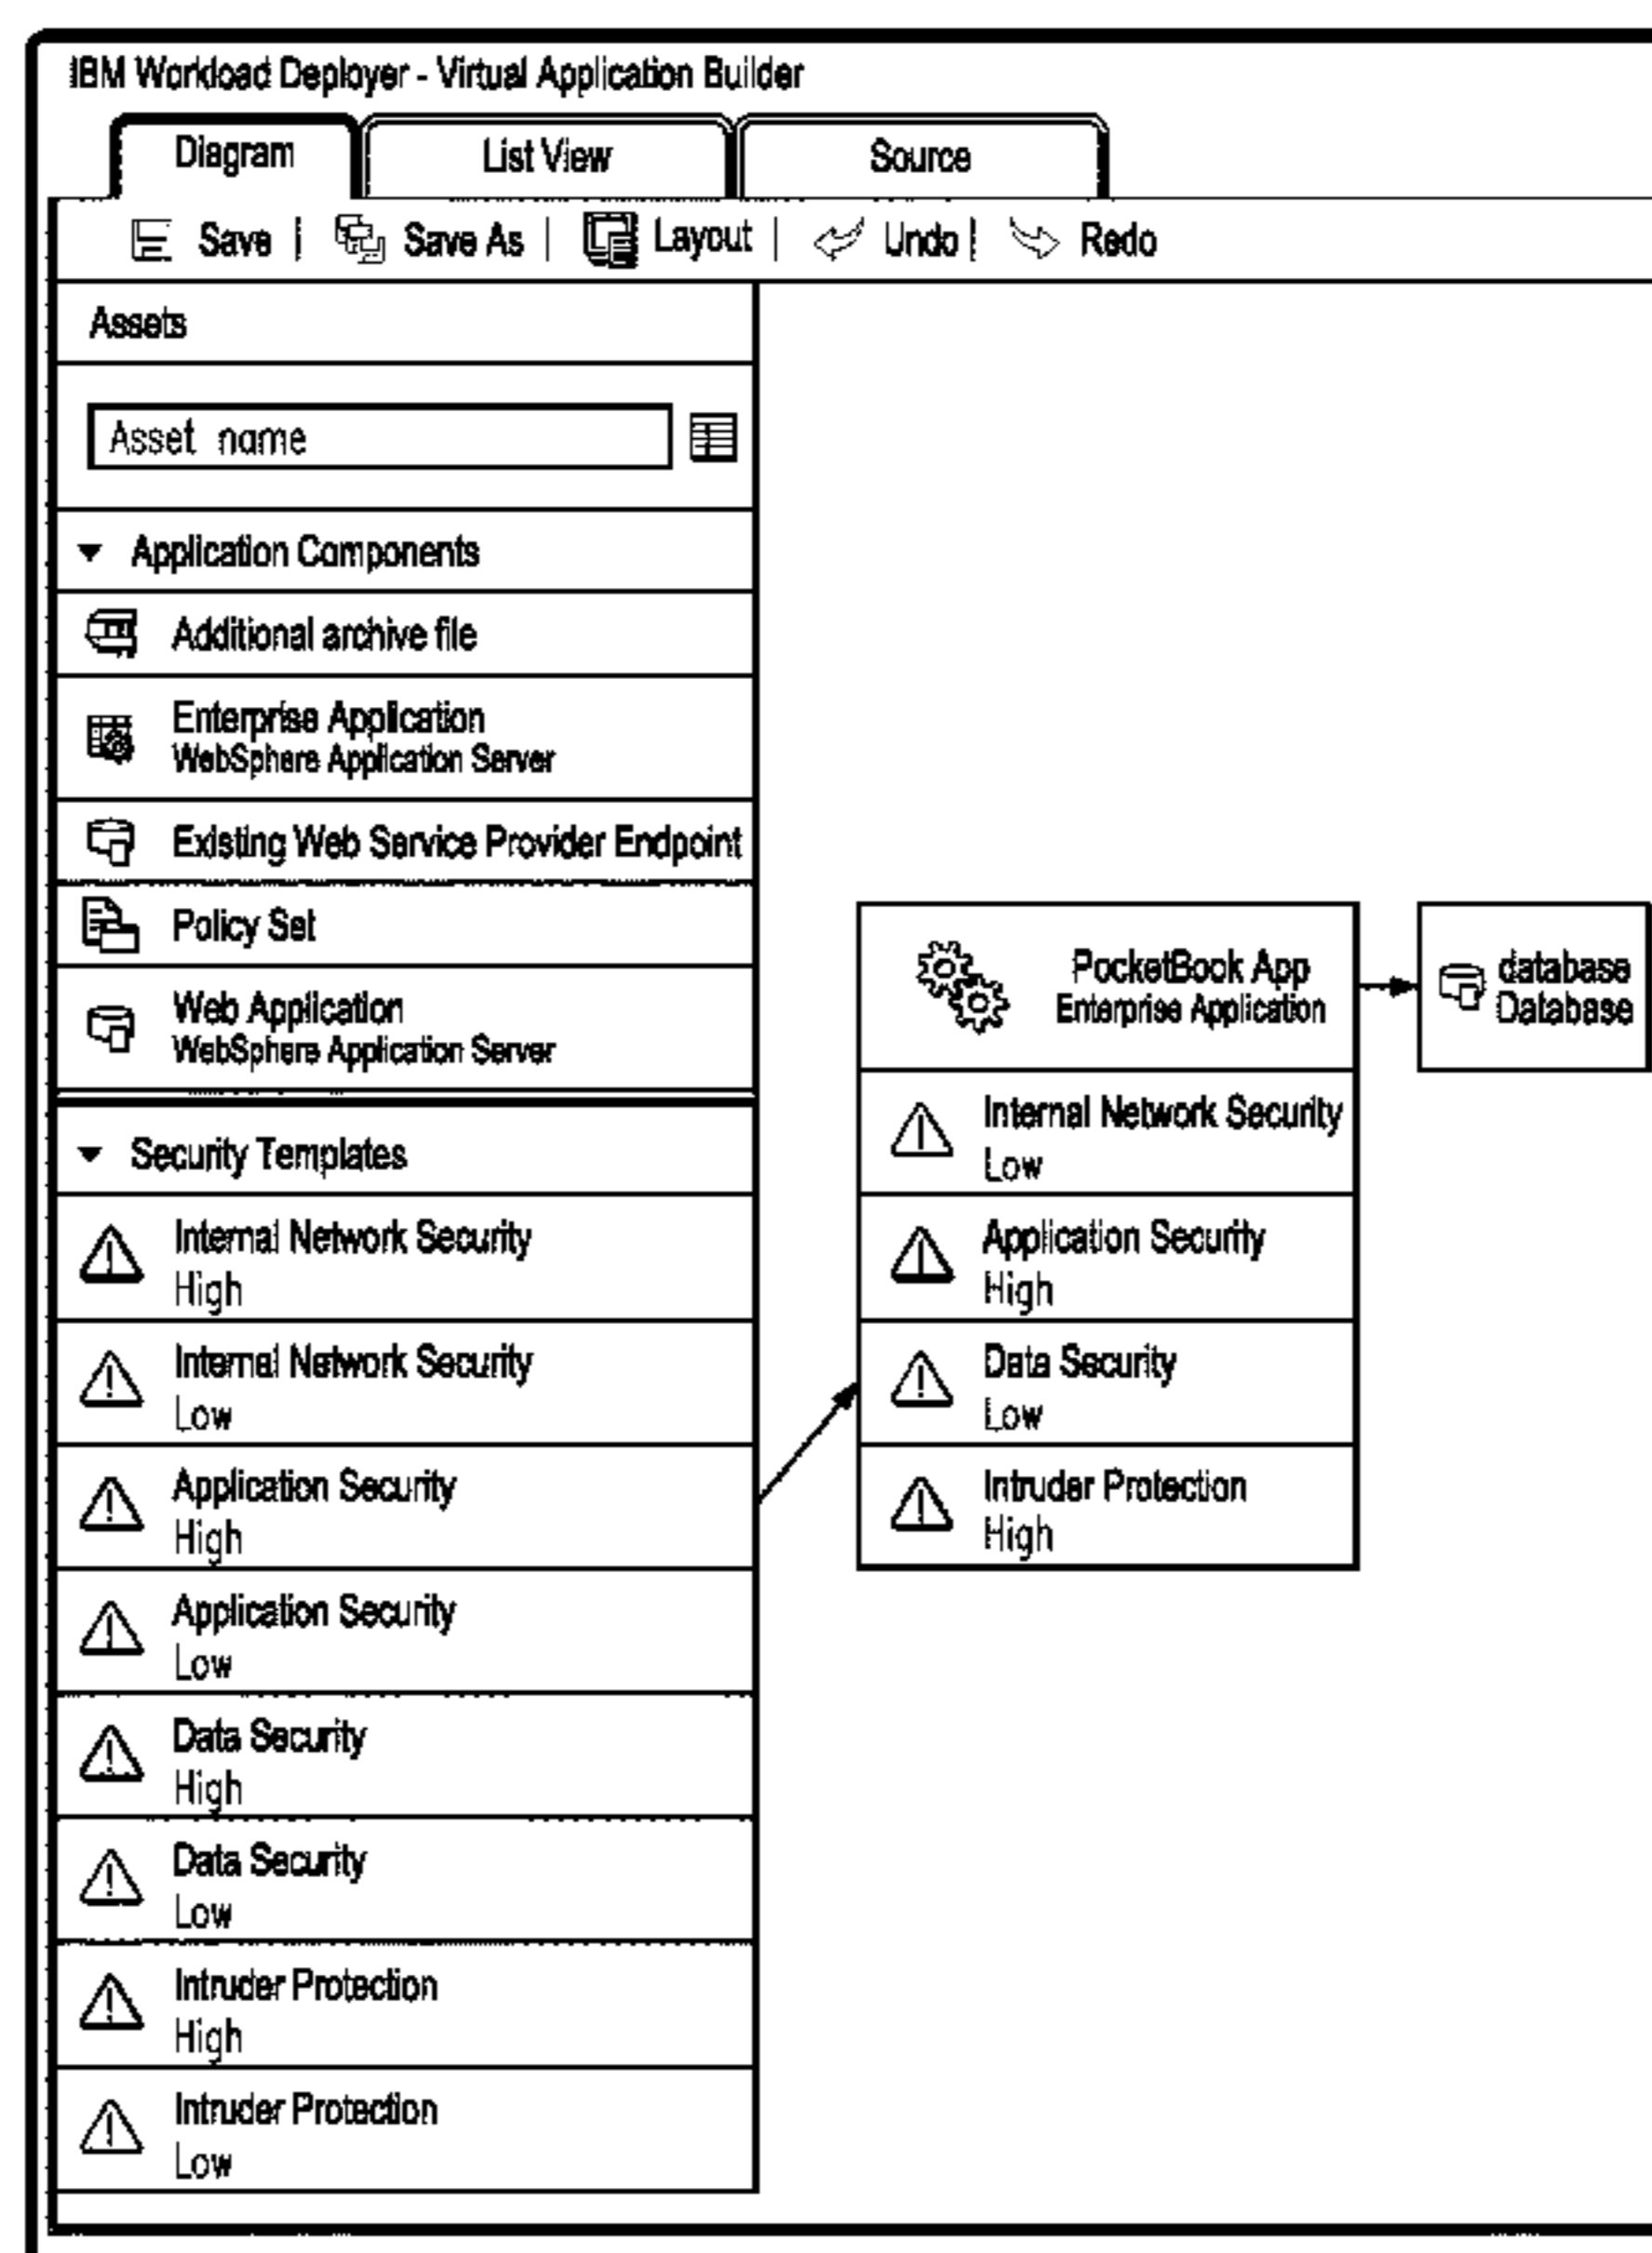 IBM Workload Deployer - Virtual Application Builder
Diagram
List View
Source
Save | Save As | Layout | Undo | Redo
Assets
Asset name
Application Components
Additional archive file
Enterprise Application
WebSphere Application Server
Existing Web Service Provider Endpoint
Policy Set
Web Application
WebSphere Application Server
Security Templates
Internal Network Security
High
Internal Network Security
Low
Application Security
High
Application Security
Low
Data Security
High
Data Security
Low
Intruder Protection
High
Intruder Protection
Low
PocketBook App
Enterprise Application
Internal Network Security
Low
Application Security
High
Data Security
Low
Intruder Protection
High
database
Database